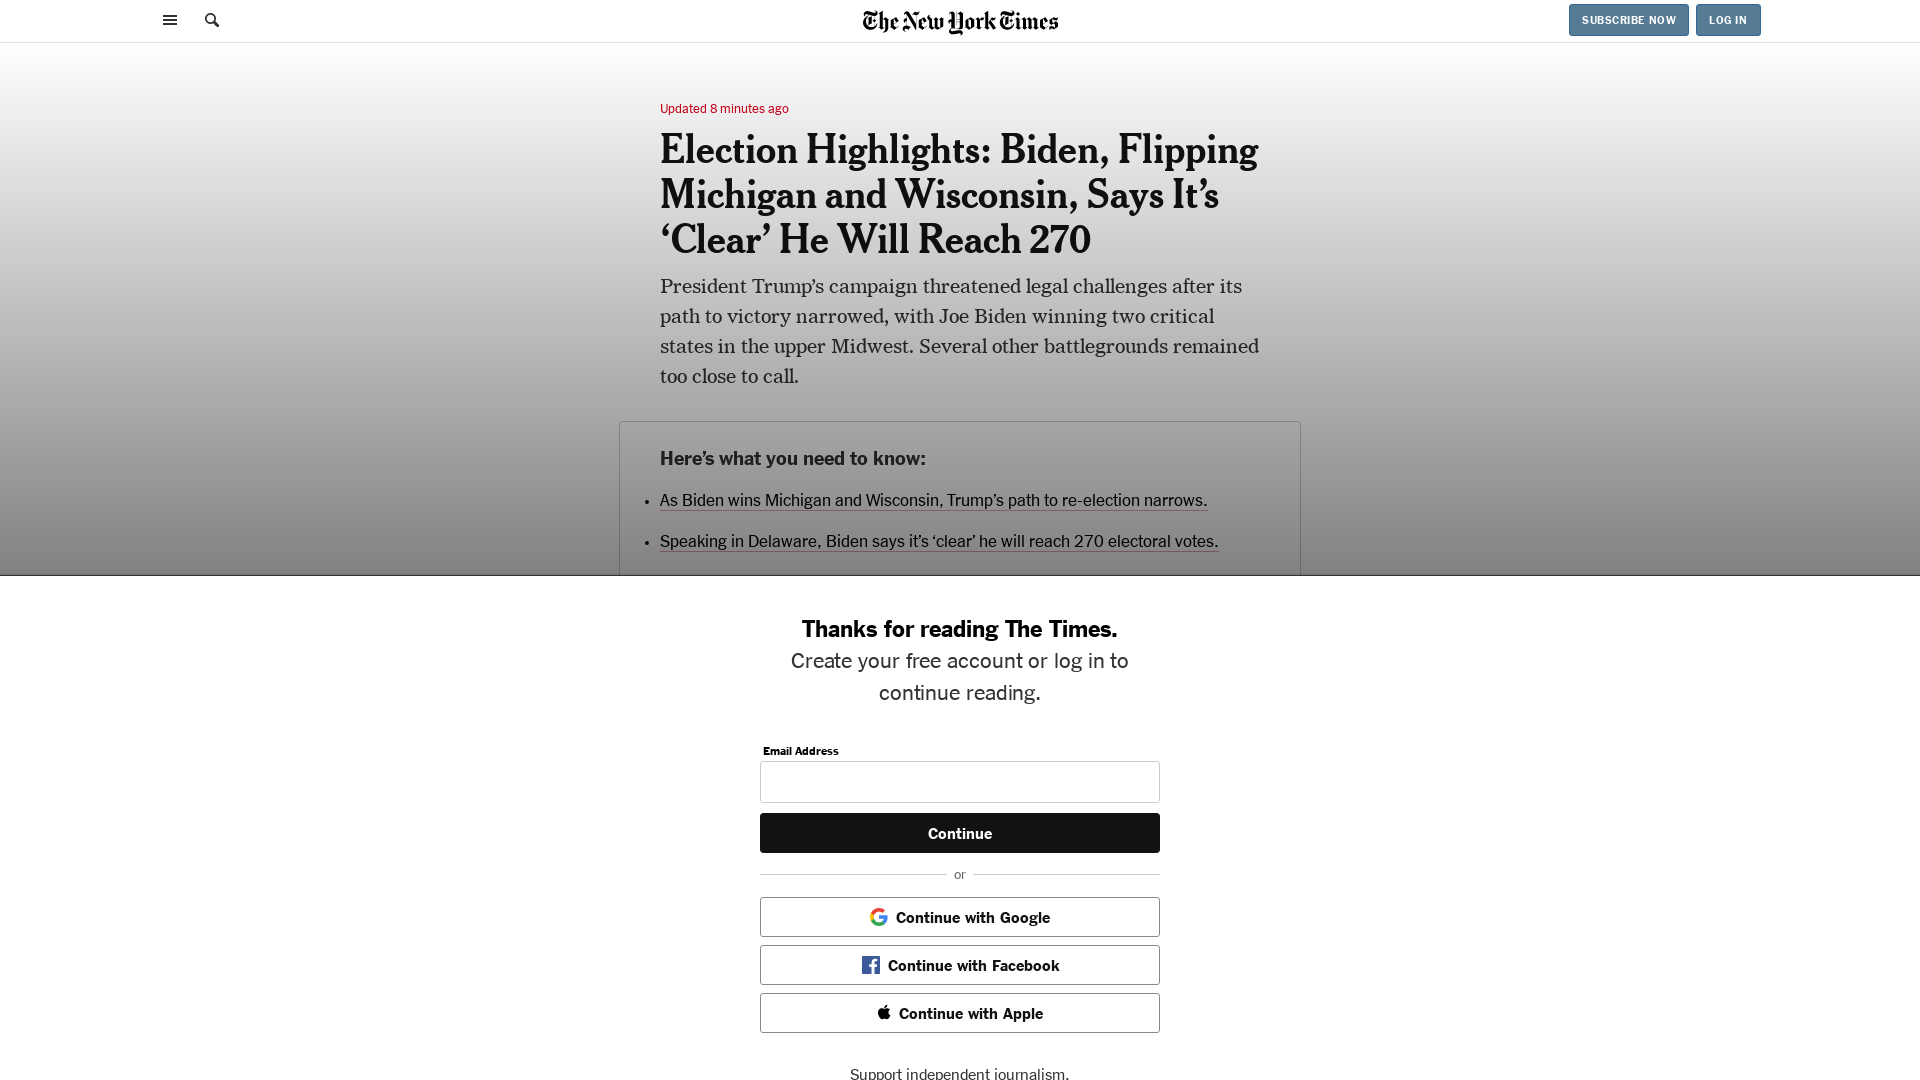 The New York Times
SUBSCRIBE NOW
LOG IN
Updated 8 minutes ago
Election Highlights: Biden, Flipping
Michigan and Wisconsin, Says It’s
‘Clear’ He Will Reach 270
President Trump’s campaign threatened legal challenges after its
path to victory narrowed, with Joe Biden winning two critical
states in the upper Midwest. Several other battlegrounds remained
too close to call.
Here’s what you need to know:
As Biden wins Michigan and Wisconsin, Trump’s path to re-election narrows.
Speaking in Delaware, Biden says it’s ‘clear’ he will reach 270 electoral votes.
Thanks for reading The Times.
Create your free account or log in to
continue reading.
Email Address
Continue
or
Continue with Google
Continue with Facebook
Continue with Apple
Support independent journalism.